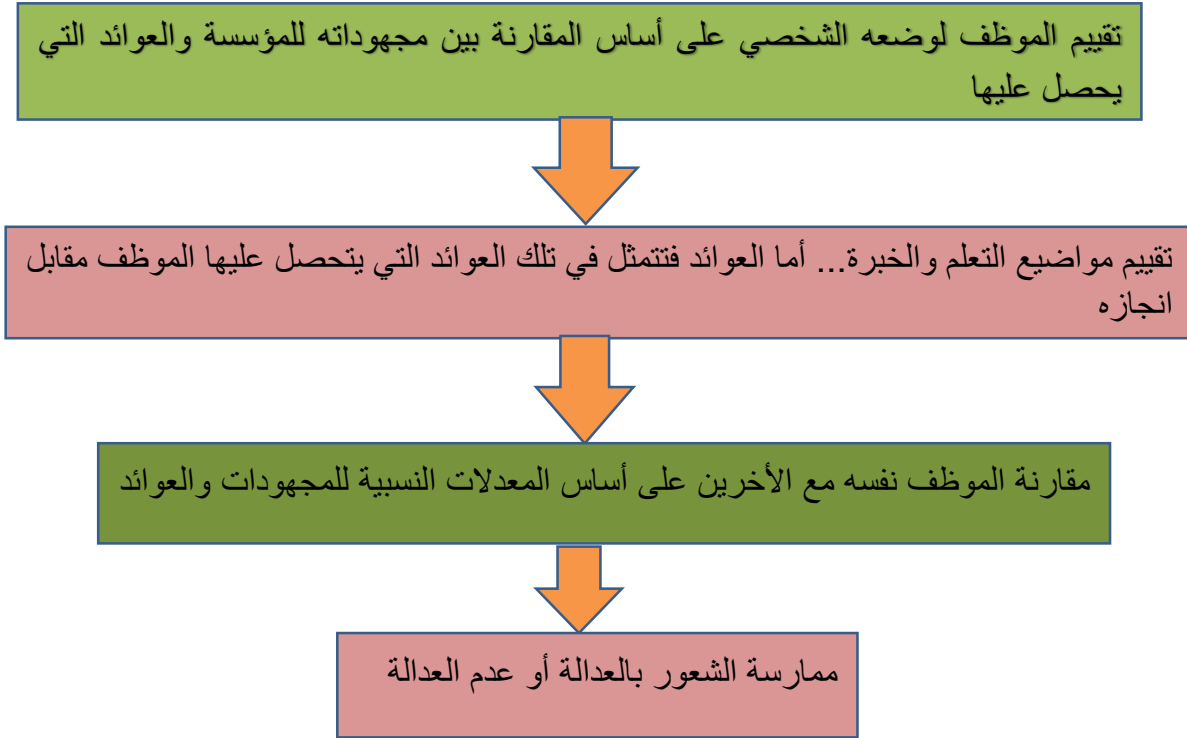 تقييم الموظف لوضعه الشخصي على أساس المقارنة بين مجهوداته للمؤسسة والعوائد التي
يحصل عليها
تقييم مواضيع التعلم والخبرة... أما العوائد فتتمثل في تلك العوائد التي يتحصل عليها الموظف مقابل
انجازه
مقارنة الموظف نفسه مع الأخرين على أساس المعدلات النسبية للمجهودات والعوائد
ممارسة الشعور بالعدالة أو عدم العدالة